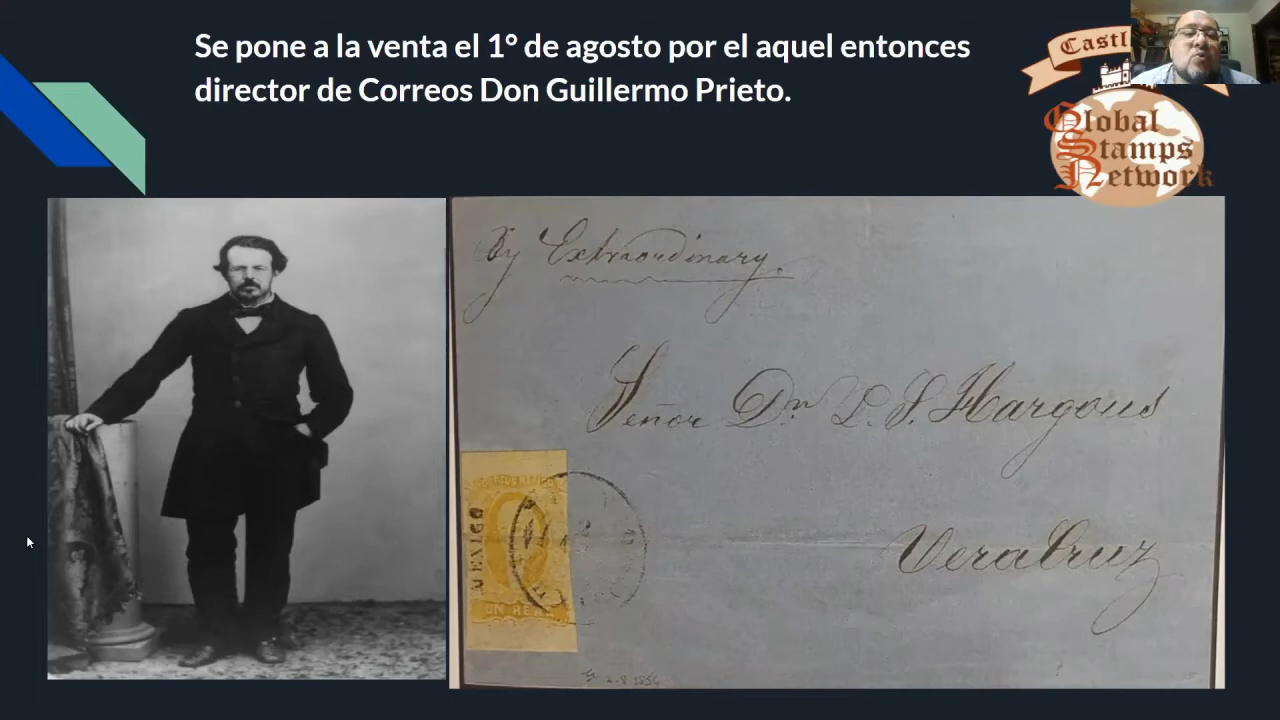 Se pone a la venta el 1° de agosto por el aquel entonces
director de Correos Don Guillermo Prieto.
Castl
Global
Stamps
Network
By Extraordinary.
Señor Dn L. S. Hargous
VeraCruz
MEXICO
UN REAL